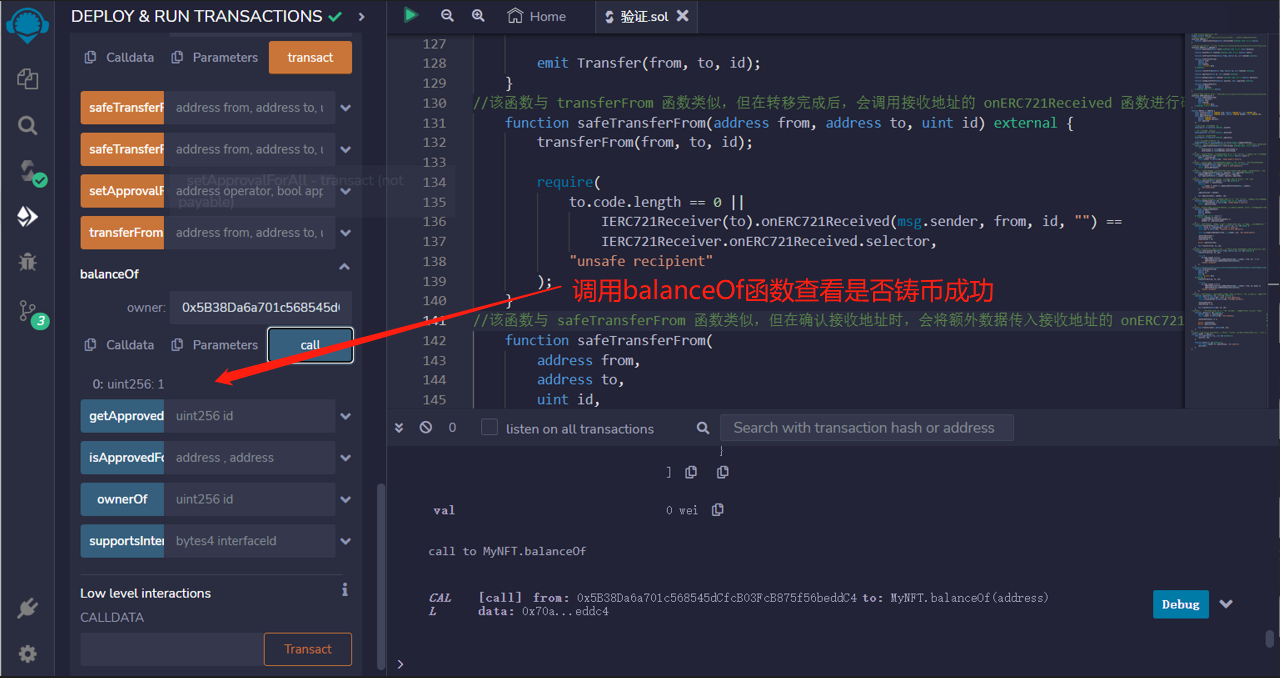 DEPLOY & RUN TRANSACTIONS
Calldata
Parameters
transact
safeTransferF
address from, address to, u
safeTransferF
address from, address to, u
setApprovalF
address operator, bool app
setApprovalForAll - transact (not payable)
transferFrom
address from, address to, u
balanceOf
owner:
0x5B38Da6a701c568545d
Calldata
Parameters
call
0: uint256: 1
getApproved
uint256 id
isApprovedFo
address , address
ownerOf
uint256 id
supportsInter
bytes4 interfaceId
Low level interactions
CALLDATA
Transact
3
Home
验证.sol
127
128 emit Transfer(from, to, id);
129 }
130 //该函数与 transferFrom 函数类似，但在转移完成后，会调用接收地址的 onERC721Received 函数进行
131 function safeTransferFrom(address from, address to, uint id) external {
132 transferFrom(from, to, id);
133
134 require(
135 to.code.length == 0 ||
136 IERC721Receiver(to).onERC721Received(msg.sender, from, id, "") ==
137 IERC721Receiver.onERC721Received.selector,
138 "unsafe recipient"
139 );
调用balanceOf函数查看是否铸币成功
140 }
141 //该函数与 safeTransferFrom 函数类似，但在确认接收地址时，会将额外数据传入接收地址的 onERC721
142 function safeTransferFrom(
143 address from,
144 address to,
145 uint id,
0
listen on all transactions
Search with transaction hash or address
}
]
val
0 wei
call to MyNFT.balanceOf
CALL
[call] from: 0x5B38Da6a701c568545dCfcB03FcB875f56beddC4 to: MyNFT.balanceOf(address)
data: 0x70a...eddc4
Debug
>